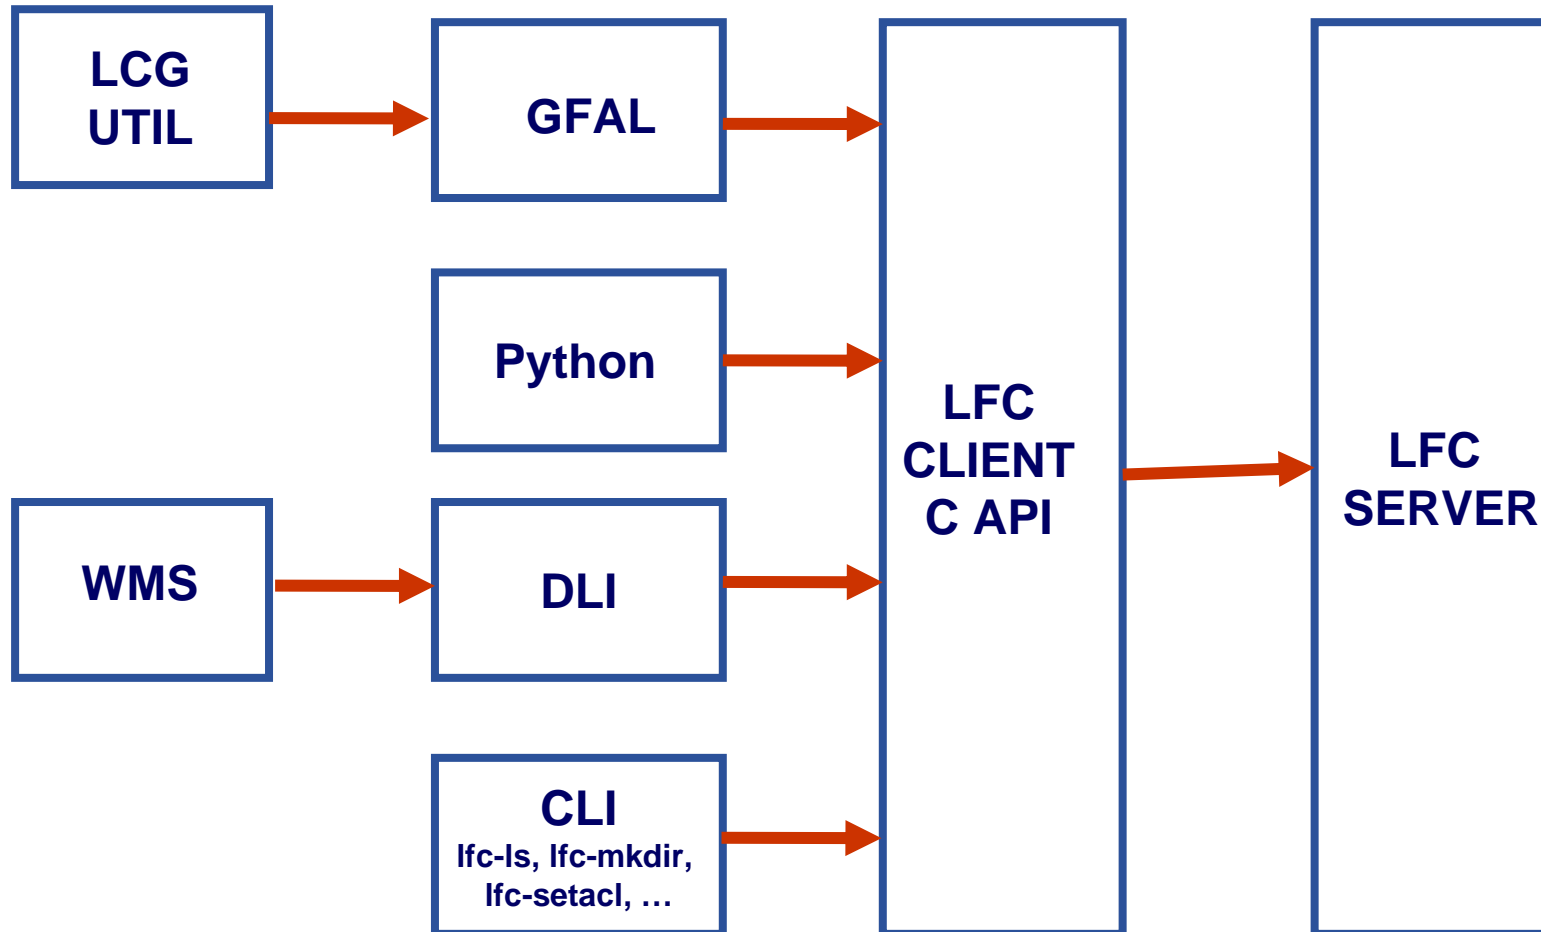 LCG
UTIL
GFAL
Python
WMS
DLI
CLI
lfc-ls, lfc-mkdir,
lfc-setacl, …
LFC
CLIENT
C API
LFC
SERVER